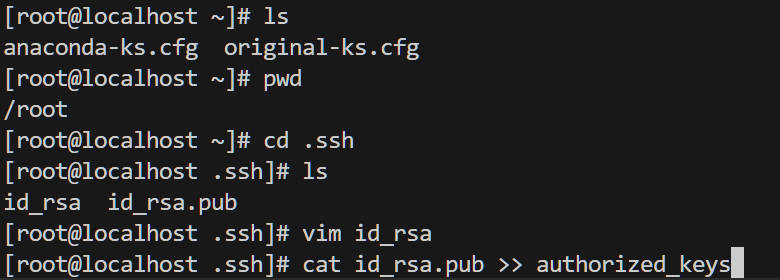 [root@localhost ~]# ls
anaconda-ks.cfg  original-ks.cfg
[root@localhost ~]# pwd
/root
[root@localhost ~]# cd .ssh
[root@localhost .ssh]# ls
id_rsa  id_rsa.pub
[root@localhost .ssh]# vim id_rsa
[root@localhost .ssh]# cat id_rsa.pub >> authorized_keys